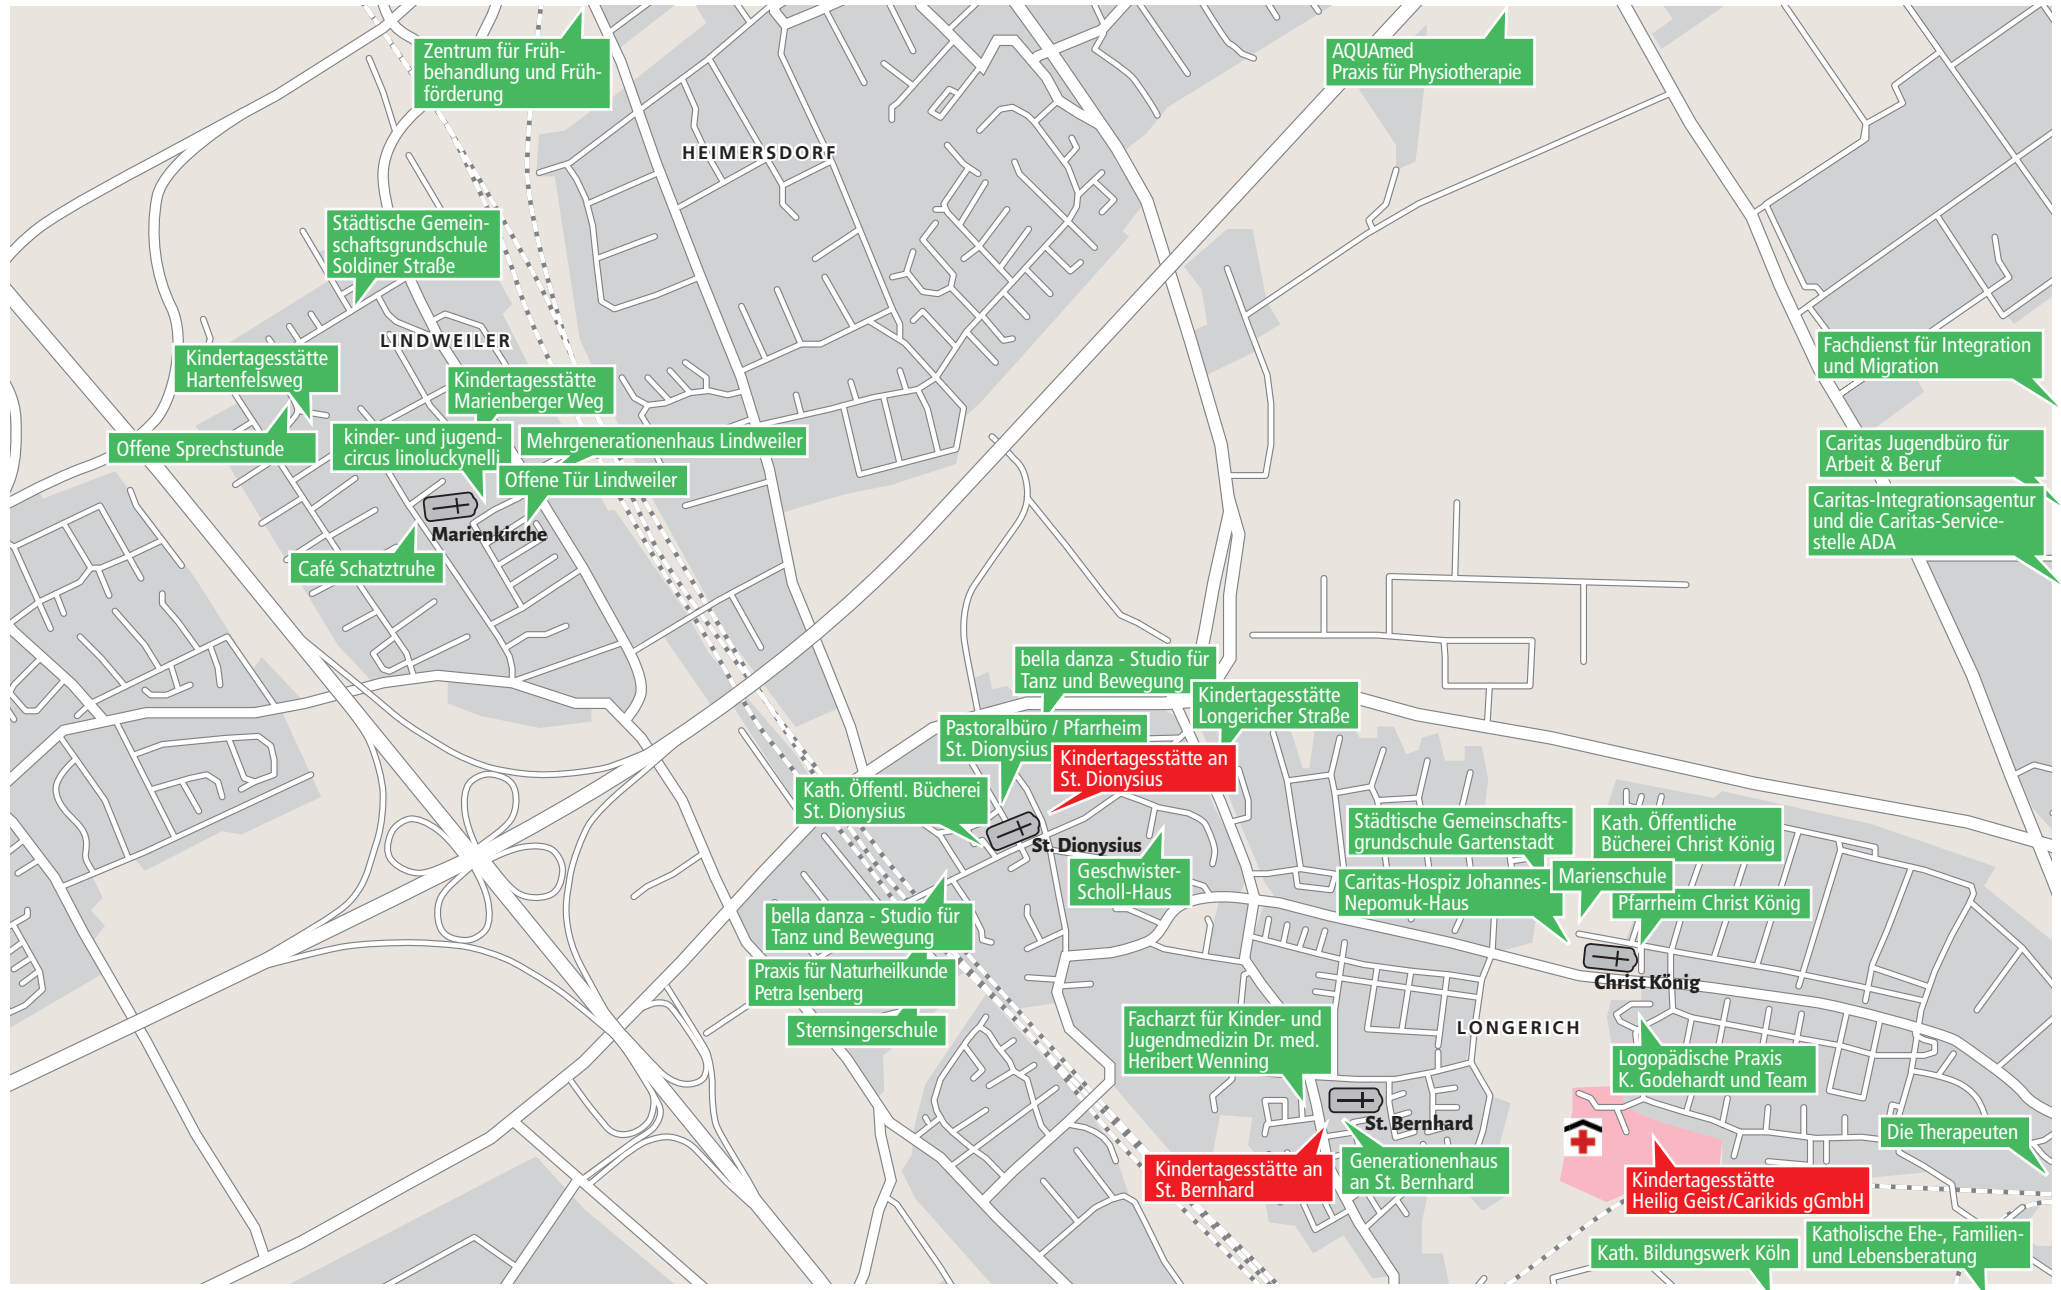 Zentrum für Früh-
behandlung und Früh-
förderung
AQUAmed
Praxis für Physiotherapie
HEIMERSDORF
Städtische Gemein-
schaftsgrundschule
Soldiner Straße
LINDWEILER
Kindertagesstätte
Hartenfelsweg
Kindertagesstätte
Marienberger Weg
Fachdienst für Integration
und Migration
Offene Sprechstunde
kinder- und jugend-
circus linoluckynelli
Mehrgenerationenhaus Lindweiler
Offene Tür Lindweiler
Caritas Jugendbüro für
Arbeit & Beruf
Caritas-Integrationsagentur
und die Caritas-Service-
stelle ADA
Marienkirche
Café Schatztruhe
bella danza - Studio für
Tanz und Bewegung
Kindertagesstätte
Longericher Straße
Pastoralbüro / Pfarrheim
St. Dionysius
Kindertagesstätte an
St. Dionysius
Kath. Öffentl. Bücherei
St. Dionysius
St. Dionysius
Geschwister-
Scholl-Haus
Städtische Gemeinschafts-
grundschule Gartenstadt
Kath. Öffentliche
Bücherei Christ König
Caritas-Hospiz Johannes-
Nepomuk-Haus
Marienschule
Pfarrheim Christ König
bella danza - Studio für
Tanz und Bewegung
Praxis für Naturheilkunde
Petra Isenberg
Sternsingerschule
Christ König
LONGERICH
Facharzt für Kinder- und
Jugendmedizin Dr. med.
Heribert Wenning
Logopädische Praxis
K. Godehardt und Team
St. Bernhard
Die Therapeuten
Kindertagesstätte an
St. Bernhard
Generationenhaus
an St. Bernhard
Kindertagesstätte
Heilig Geist/Carikids gGmbH
Kath. Bildungswerk Köln
Katholische Ehe-, Familien-
und Lebensberatung